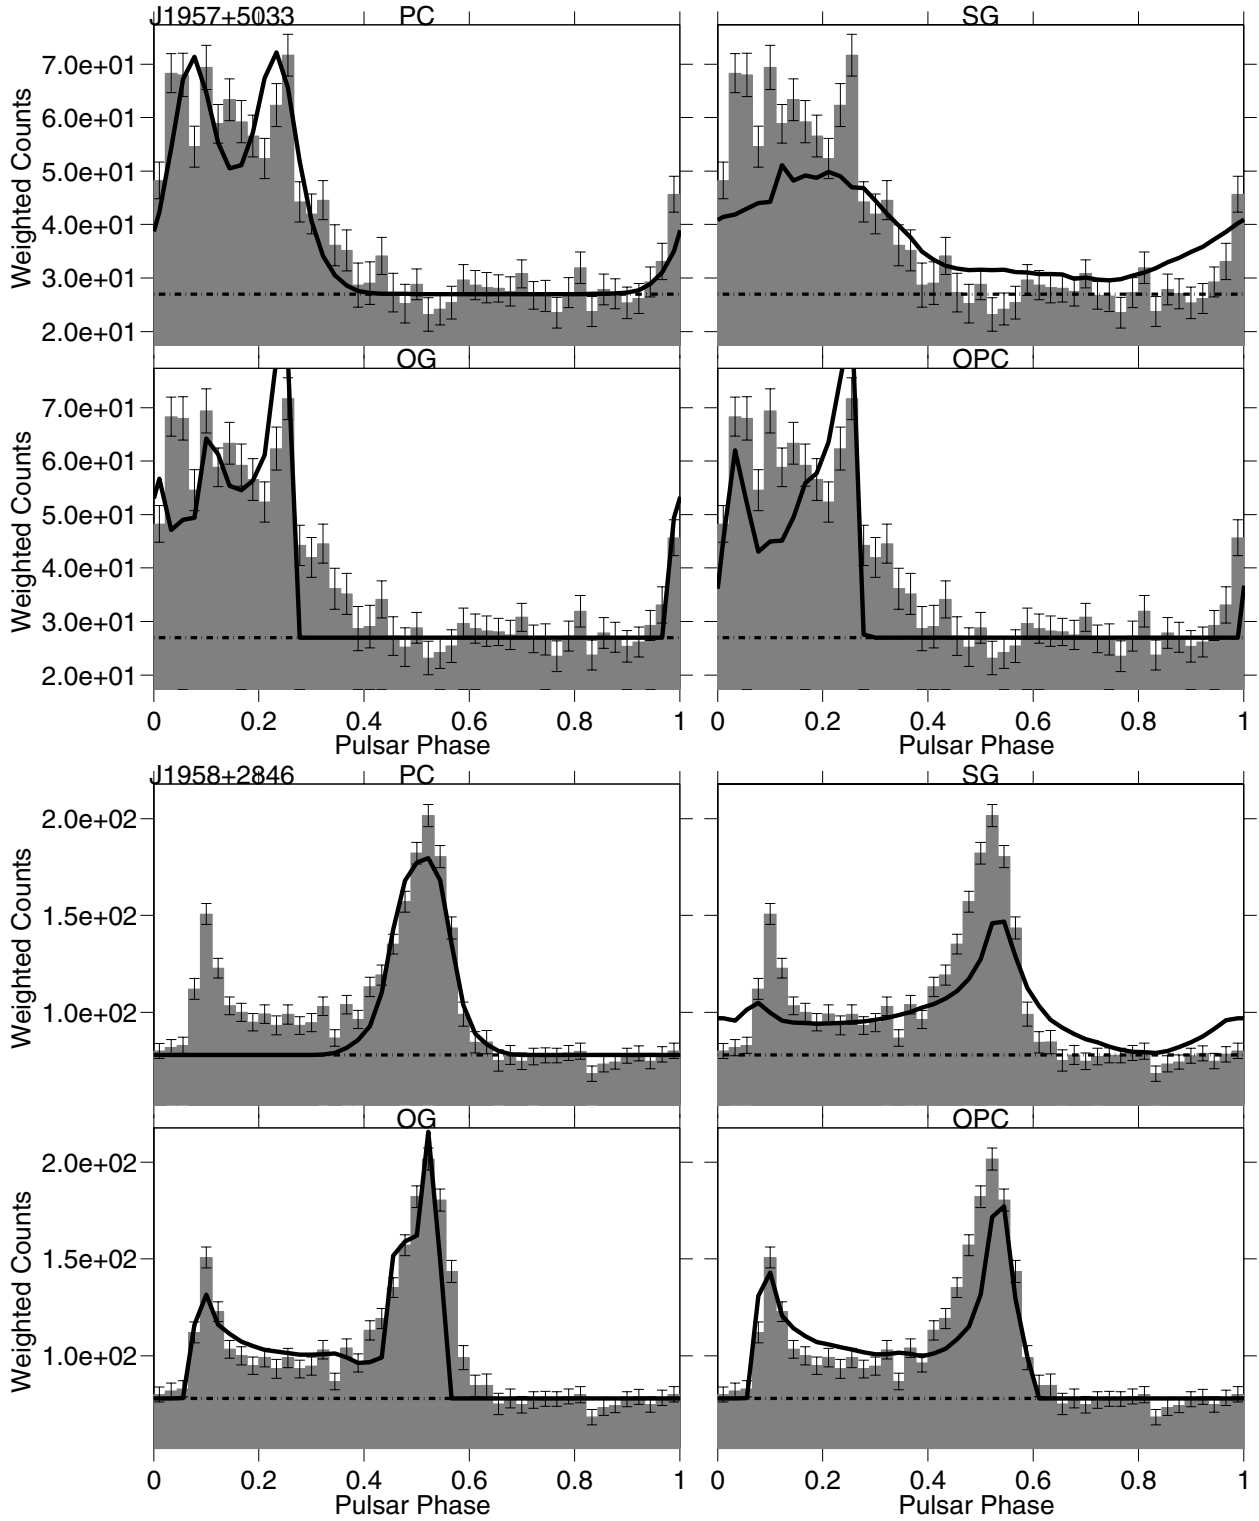 J1957+5033 PC SG
Weighted Counts
7.0e+01
6.0e+01
5.0e+01
4.0e+01
3.0e+01
2.0e+01
OG OPC
Weighted Counts
7.0e+01
6.0e+01
5.0e+01
4.0e+01
3.0e+01
2.0e+01
0 0.2 0.4 0.6 0.8 1 0 0.2 0.4 0.6 0.8 1
Pulsar Phase Pulsar Phase
J1958+2846 PC SG
Weighted Counts
2.0e+02
1.5e+02
1.0e+02
OG OPC
Weighted Counts
2.0e+02
1.5e+02
1.0e+02
0 0.2 0.4 0.6 0.8 1 0 0.2 0.4 0.6 0.8 1
Pulsar Phase Pulsar Phase